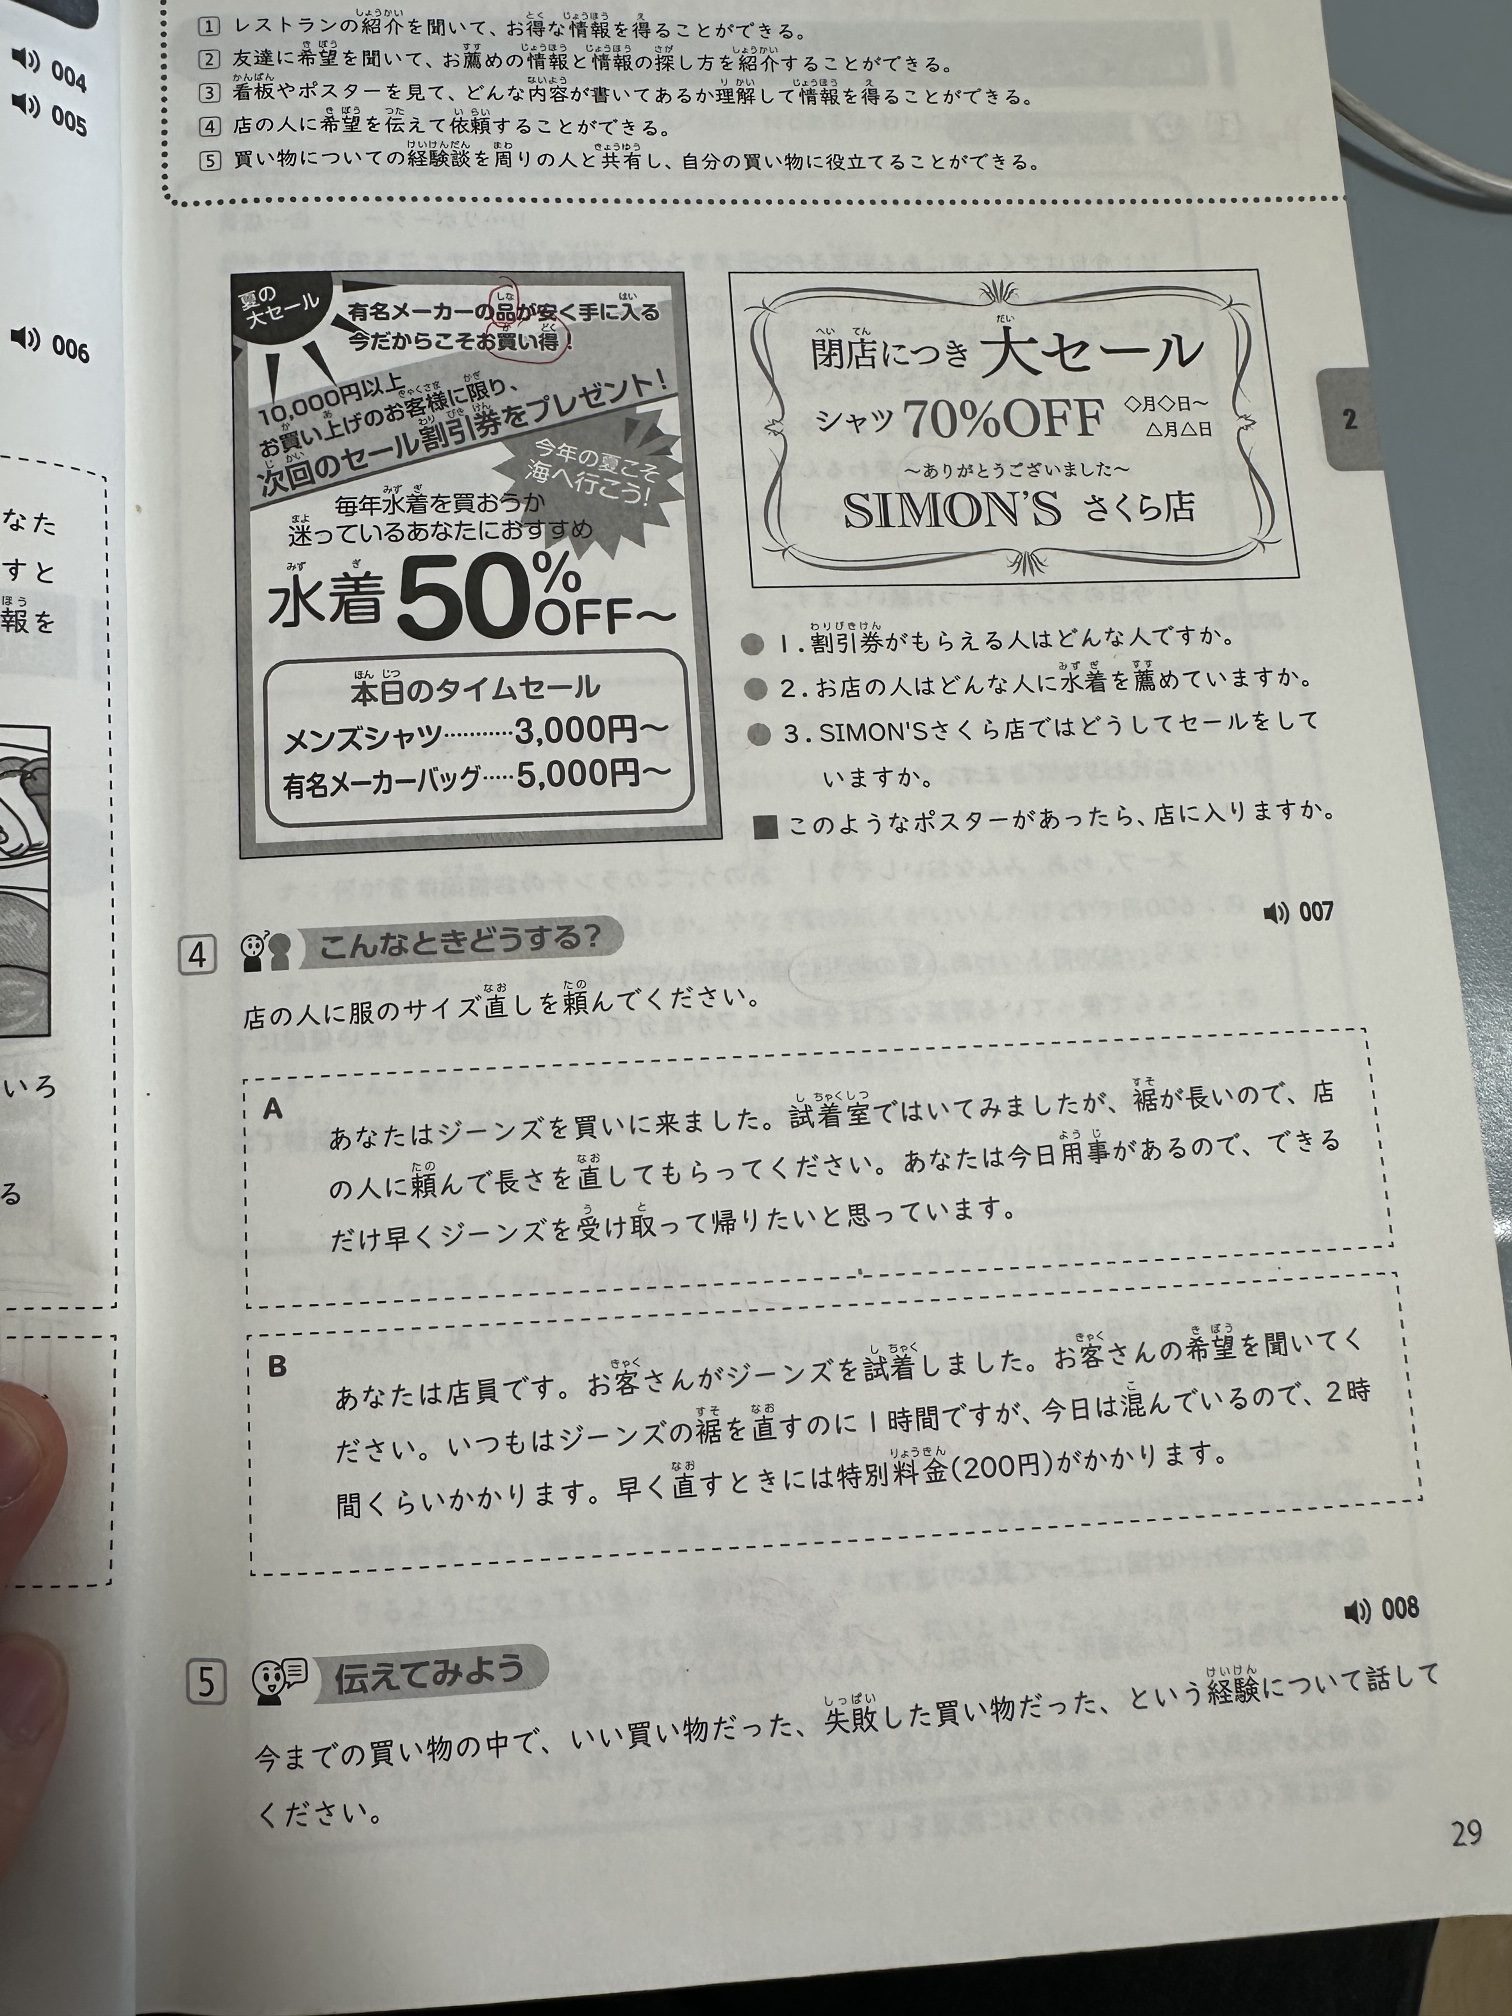 004
005
006
なた
すと
報を
いろ
る
1 レストランの紹介を聞いて、お得な情報を得ることができる。
2 友達に希望を聞いて、お薦めの情報と情報の探し方を紹介することができる。
3 看板やポスターを見て、どんな内容が書いてあるか理解して情報を得ることができる。
4 店の人に希望を伝えて依頼することができる。
5 買い物についての経験談を周りの人と共有し、自分の買い物に役立てることができる。
夏の
大セール
有名メーカーの品が安く手に入る
今だからこそお買い得！
10,000円以上
お買い上げのお客様に限り、
次回のセール割引券をプレゼント！
今年の夏こそ
海へ行こう！
毎年水着を買おうか
迷っているあなたにおすすめ
水着50%OFF～
本日のタイムセール
メンズシャツ…………3,000円～
有名メーカーバッグ……5,000円～
閉店につき 大セール
シャツ 70%OFF ◇月◇日～
△月△日
～ありがとうございました～
SIMON'S さくら店
2
1.割引券がもらえる人はどんな人ですか。
2.お店の人はどんな人に水着を薦めていますか。
3.SIMON'Sさくら店ではどうしてセールをして
いますか。
このようなポスターがあったら、店に入りますか。
007
4 こんなときどうする？
店の人に服のサイズ直しを頼んでください。
A
あなたはジーンズを買いに来ました。試着室ではいてみましたが、裾が長いので、店
の人に頼んで長さを直してもらってください。あなたは今日用事があるので、できる
だけ早くジーンズを受け取って帰りたいと思っています。
B
あなたは店員です。お客さんがジーンズを試着しました。お客さんの希望を聞いてく
ださい。いつもはジーンズの裾を直すのに1時間ですが、今日は混んでいるので、2時
間くらいかかります。早く直すときには特別料金(200円)がかかります。
008
5 伝えてみよう
今までの買い物の中で、いい買い物だった、失敗した買い物だった、という経験について話して
ください。
29